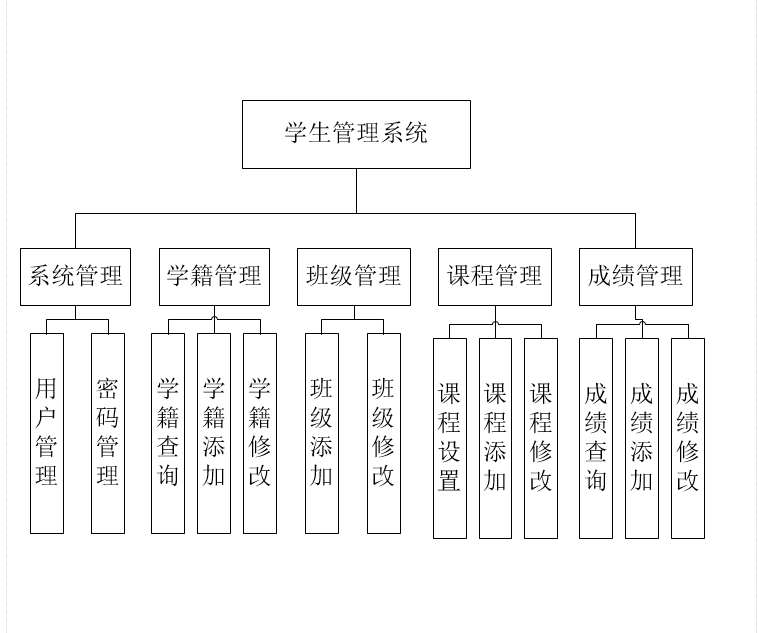 学生管理系统
系统管理
学籍管理
班级管理
课程管理
成绩管理
用户管理
密码管理
学籍查询
学籍添加
学籍修改
班级添加
班级修改
课程设置
课程添加
课程修改
成绩查询
成绩添加
成绩修改